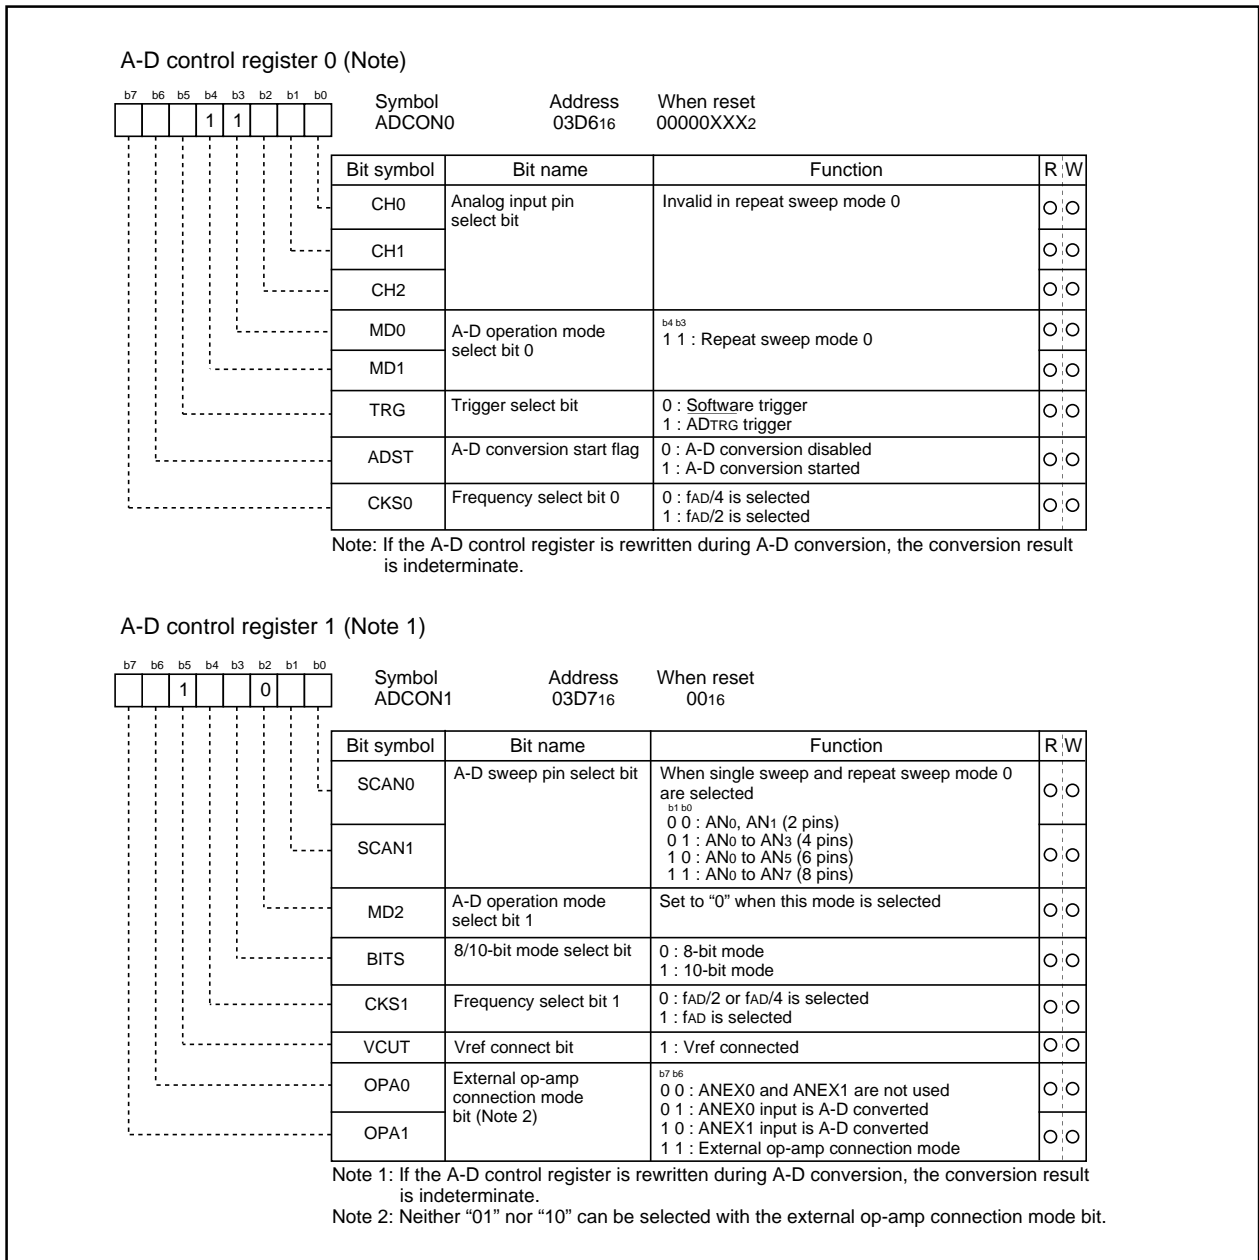 A-D control register 0 (Note)
b7 b6 b5 b4 b3 b2 b1 b0
1 1
Symbol Address When reset
ADCON0 03D616 00000XXX2
Bit symbol Bit name Function R W
CH0 Analog input pin select bit Invalid in repeat sweep mode 0
CH1
CH2
MD0 A-D operation mode select bit 0 b4 b3
1 1 : Repeat sweep mode 0
MD1
TRG Trigger select bit 0 : Software trigger
1 : ADTRG trigger
ADST A-D conversion start flag 0 : A-D conversion disabled
1 : A-D conversion started
CKS0 Frequency select bit 0 0 : fAD/4 is selected
1 : fAD/2 is selected
Note: If the A-D control register is rewritten during A-D conversion, the conversion result
is indeterminate.
A-D control register 1 (Note 1)
b7 b6 b5 b4 b3 b2 b1 b0
1 0
Symbol Address When reset
ADCON1 03D716 0016
Bit symbol Bit name Function R W
SCAN0 A-D sweep pin select bit When single sweep and repeat sweep mode 0
are selected
b1 b0
0 0 : AN0, AN1 (2 pins)
0 1 : AN0 to AN3 (4 pins)
SCAN1
1 0 : AN0 to AN5 (6 pins)
1 1 : AN0 to AN7 (8 pins)
MD2 A-D operation mode select bit 1 Set to “0” when this mode is selected
BITS 8/10-bit mode select bit 0 : 8-bit mode
1 : 10-bit mode
CKS1 Frequency select bit 1 0 : fAD/2 or fAD/4 is selected
1 : fAD is selected
VCUT Vref connect bit 1 : Vref connected
OPA0 External op-amp connection mode bit (Note 2) b7 b6
0 0 : ANEX0 and ANEX1 are not used
0 1 : ANEX0 input is A-D converted
OPA1
1 0 : ANEX1 input is A-D converted
1 1 : External op-amp connection mode
Note 1: If the A-D control register is rewritten during A-D conversion, the conversion result
is indeterminate.
Note 2: Neither “01” nor “10” can be selected with the external op-amp connection mode bit.